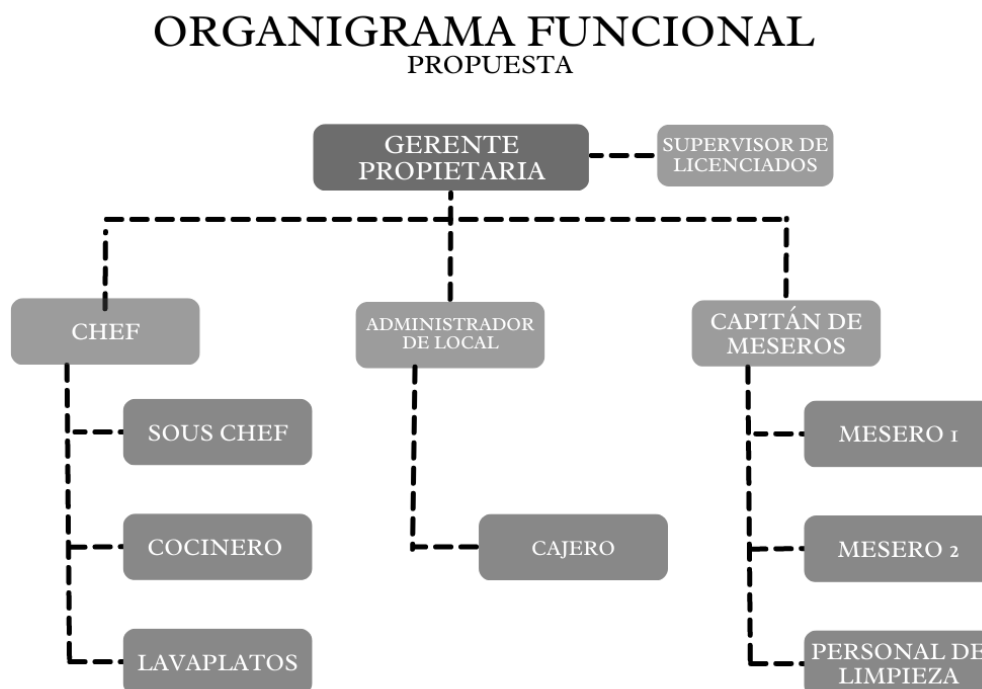 ORGANIGRAMA FUNCIONAL
PROPUESTA
GERENTE
PROPIETARIA
SUPERVISOR DE
LICENCIADOS
CHEF
ADMINISTRADOR
DE LOCAL
CAPITÁN DE
MESEROS
SOUS CHEF
MESERO 1
COCINERO
CAJERO
MESERO 2
LAVAPLATOS
PERSONAL DE
LIMPIEZA